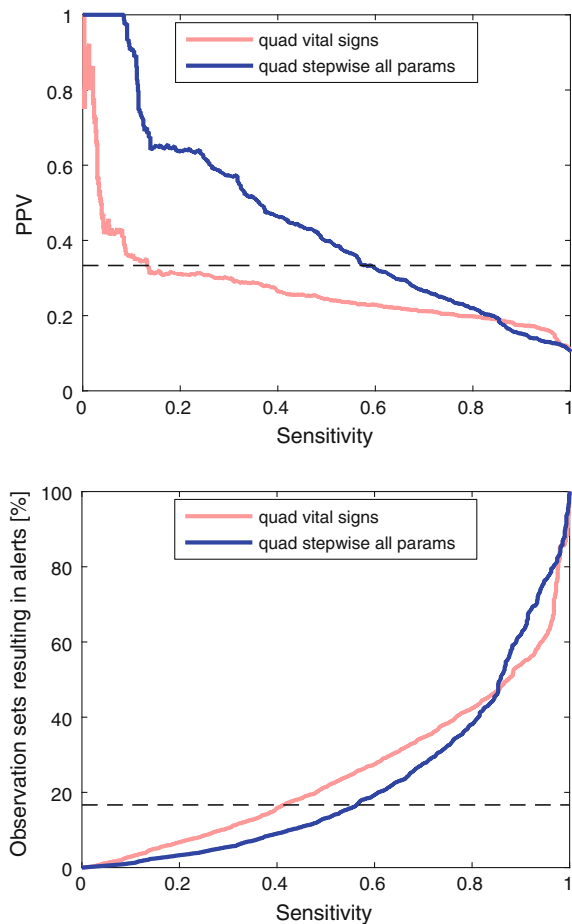 1
0.8
0.6
0.4
0.2
0
PPV
quad vital signs
quad stepwise all params
0 0.2 0.4 0.6 0.8 1
Sensitivity
100
80
60
40
20
0
Observation sets resulting in alerts [%]
quad vital signs
quad stepwise all params
0 0.2 0.4 0.6 0.8 1
Sensitivity